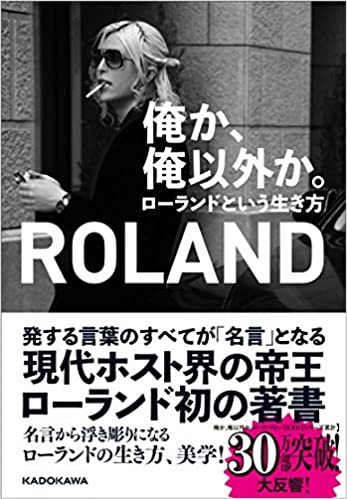 俺か、
俺以外か。
ローランドという生き方
ROLAND
発する言葉のすべてが「名言」となる
現代ホスト界の帝王
ローランド初の著書
名言から浮き彫りになる
ローランドの生き方、美学!
30万部突破!
大反響!
KADOKAWA